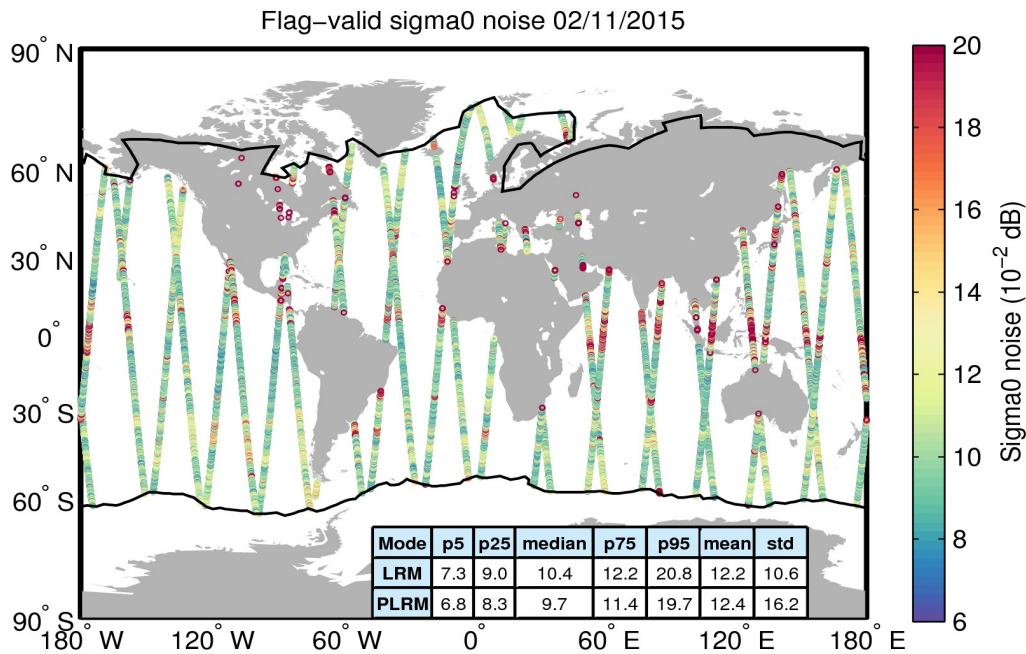 Flag−valid sigma0 noise 02/11/2015
90° N
60° N
30° N
0°
30° S
60° S
90° S
180° W
120° W
60° W
0°
60° E
120° E
180° E
20
18
16
14
12
10
8
6
Sigma0 noise (10⁻² dB)
Mode p5 p25 median p75 p95 mean std
LRM 7.3 9.0 10.4 12.2 20.8 12.2 10.6
PLRM 6.8 8.3 9.7 11.4 19.7 12.4 16.2